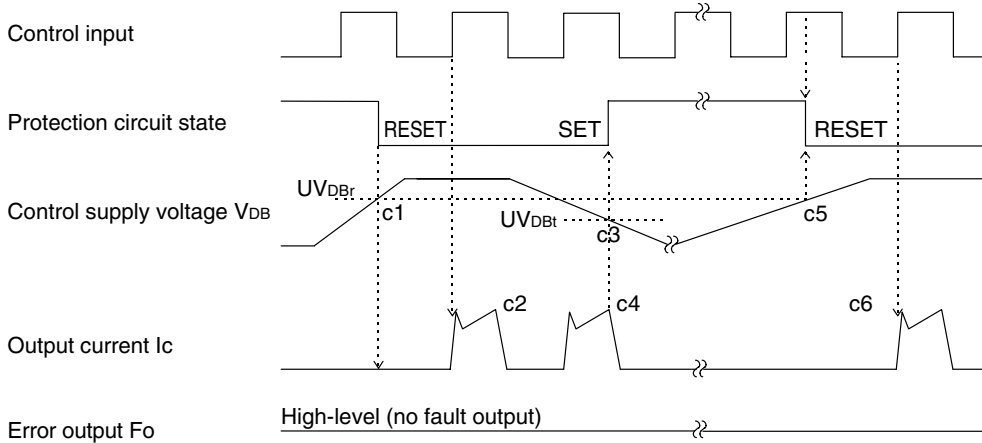 Control input
Protection circuit state
RESET
SET
RESET
UVDBr
Control supply voltage VDB
c1
UVDBt
c3
c5
c2
c4
c6
Output current Ic
High-level (no fault output)
Error output Fo